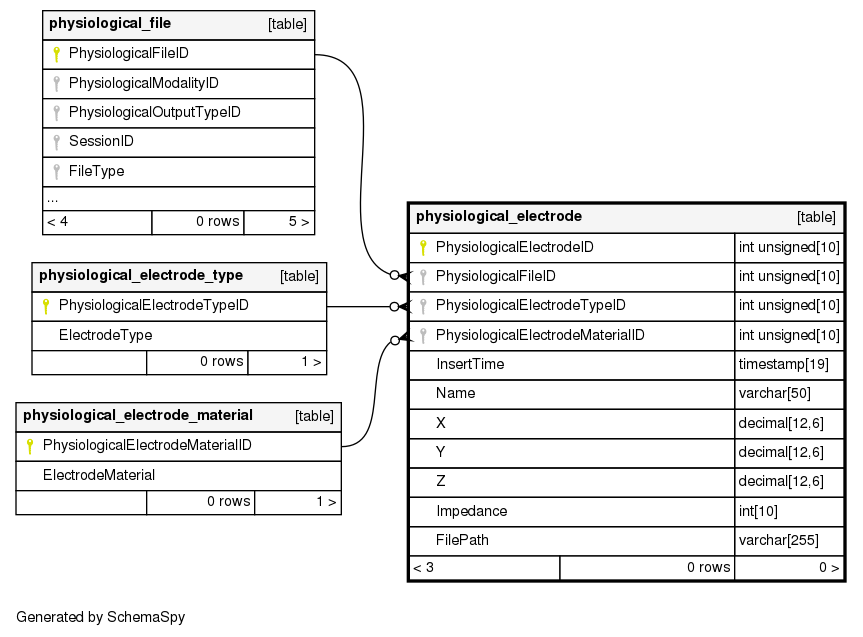 physiological_file [table]
PhysiologicalFileID
PhysiologicalModalityID
PhysiologicalOutputTypeID
SessionID
FileType
...
< 4 0 rows 5 >
physiological_electrode_type [table]
PhysiologicalElectrodeTypeID
ElectrodeType
0 rows 1 >
physiological_electrode_material [table]
PhysiologicalElectrodeMaterialID
ElectrodeMaterial
0 rows 1 >
physiological_electrode [table]
PhysiologicalElectrodeID int unsigned[10]
PhysiologicalFileID int unsigned[10]
PhysiologicalElectrodeTypeID int unsigned[10]
PhysiologicalElectrodeMaterialID int unsigned[10]
InsertTime timestamp[19]
Name varchar[50]
X decimal[12,6]
Y decimal[12,6]
Z decimal[12,6]
Impedance int[10]
FilePath varchar[255]
< 3 0 rows 0 >
Generated by SchemaSpy